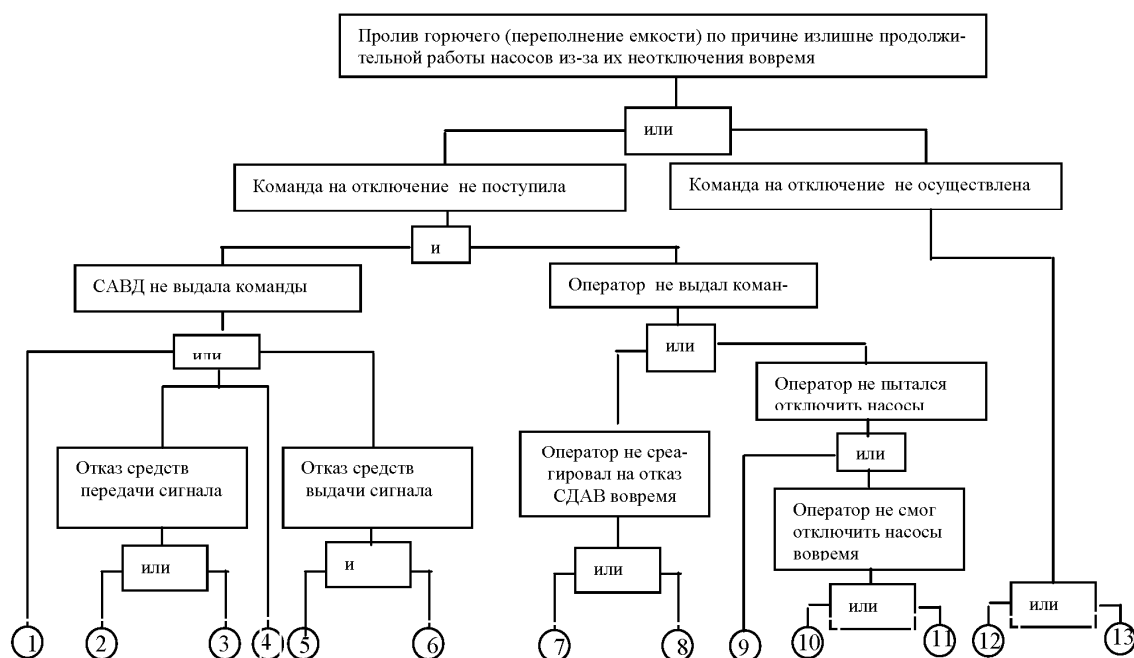 Пролив горючего (переполнение емкости) по причине излишне продолжи-
тельной работы насосов из-за их неотключения вовремя
или
Команда на отключение не поступила
Команда на отключение не осуществлена
и
САВД не выдала команды
Оператор не выдал коман-
или
или
Оператор не пытался
отключить насосы
Отказ средств
передачи сигнала
Отказ средств
выдачи сигнала
Оператор не среа-
гировал на отказ
СДАВ вовремя
или
Оператор не смог
отключить насосы
вовремя
или
и
или
или
или
1
2
3
4
5
6
7
8
9
10
11
12
13